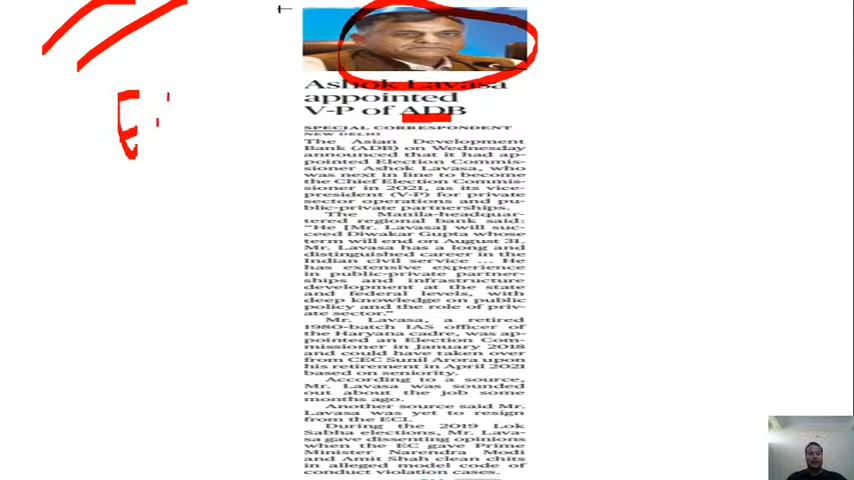 Ashok Lavasa
appointed
V-P of ADB
SPECIAL CORRESPONDENT
NEW DELHI
The Asian Development
Bank (ADB) on Wednesday
announced that it had ap-
pointed Election Commis-
sioner Ashok Lavasa, who
was next in line to become
the Chief Election Commis-
sioner in 2021, as its vice-
president (V-P) for private
sector operations and pu-
blic-private partnerships.
The Manila-headquar-
tered regional bank said:
"He [Mr. Lavasa] will suc-
ceed Diwakar Gupta whose
term will end on August 31.
Mr. Lavasa has a long and
distinguished career in the
Indian civil service ... He
has extensive experience
in public-private partner-
ships and infrastructure
development at the state
and federal levels, with
deep knowledge on public
policy and the role of priv-
ate sector."
Mr. Lavasa, a retired
1980-batch IAS officer of
the Haryana cadre, was ap-
pointed an Election Com-
missioner in January 2018
and could have taken over
from CEC Sunil Arora upon
his retirement in April 2021
based on seniority.
According to a source,
Mr. Lavasa was sounded
out about the job some
months ago.
Another source said Mr.
Lavasa was yet to resign
from the ECI.
During the 2019 Lok
Sabha elections, Mr. Lava-
sa gave dissenting opinions
when the EC gave Prime
Minister Narendra Modi
and Amit Shah clean chits
in alleged model code of
conduct violation cases.
E